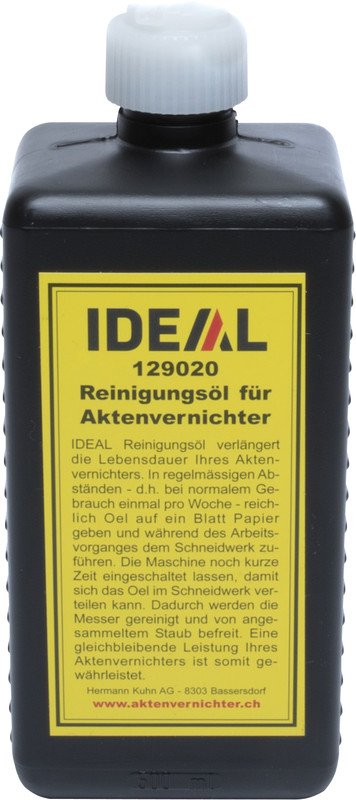 IDEAL
129020
Reinigungsöl für
Aktenvernichter
IDEAL Reinigungsöl verlängert
die Lebensdauer Ihres Akten-
vernichters. In regelmässigen Ab-
ständen - d.h. bei normalem Ge-
brauch einmal pro Woche - reich-
lich Oel auf ein Blatt Papier
geben und während des Arbeits-
vorganges dem Schneidwerk zu-
führen. Die Maschine noch kurze
Zeit eingeschaltet lassen, damit
sich das Oel im Schneidwerk ver-
teilen kann. Dadurch werden die
Messer gereinigt und von ange-
sammeltem Staub befreit. Eine
gleichbleibende Leistung Ihres
Aktenvernichters ist somit ge-
währleistet.
Hermann Kuhn AG - 8303 Bassersdorf
www.aktenvernichter.ch
500 ml